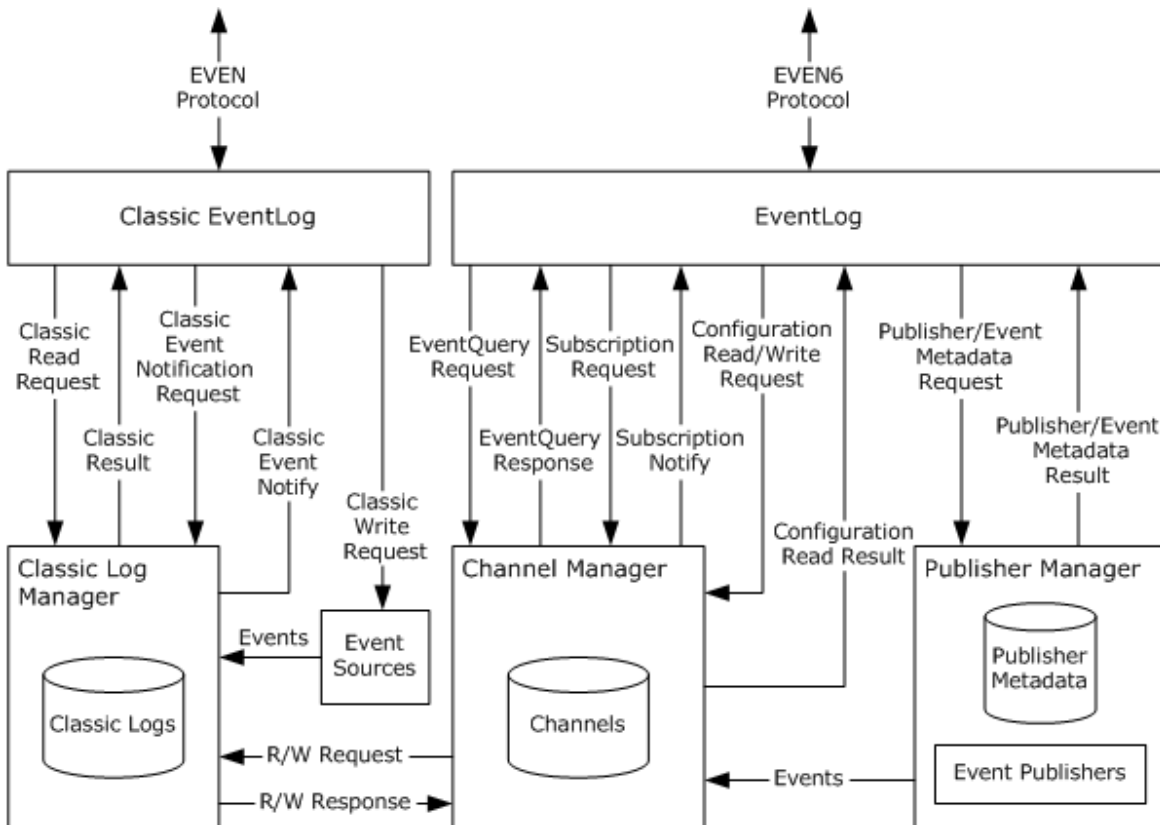 EVEN
Protocol
EVEN6
Protocol
Classic EventLog
EventLog
Classic
Read
Request
Classic
Result
Classic
Event
Notification
Request
Classic
Event
Notify
Classic
Write
Request
EventQuery
Request
EventQuery
Response
Subscription
Request
Subscription
Notify
Configuration
Read/Write
Request
Configuration
Read Result
Publisher/Event
Metadata
Request
Publisher/Event
Metadata
Result
Classic Log
Manager
Classic Logs
Events
Event
Sources
R/W Request
R/W Response
Channel Manager
Channels
Events
Publisher Manager
Publisher
Metadata
Event Publishers